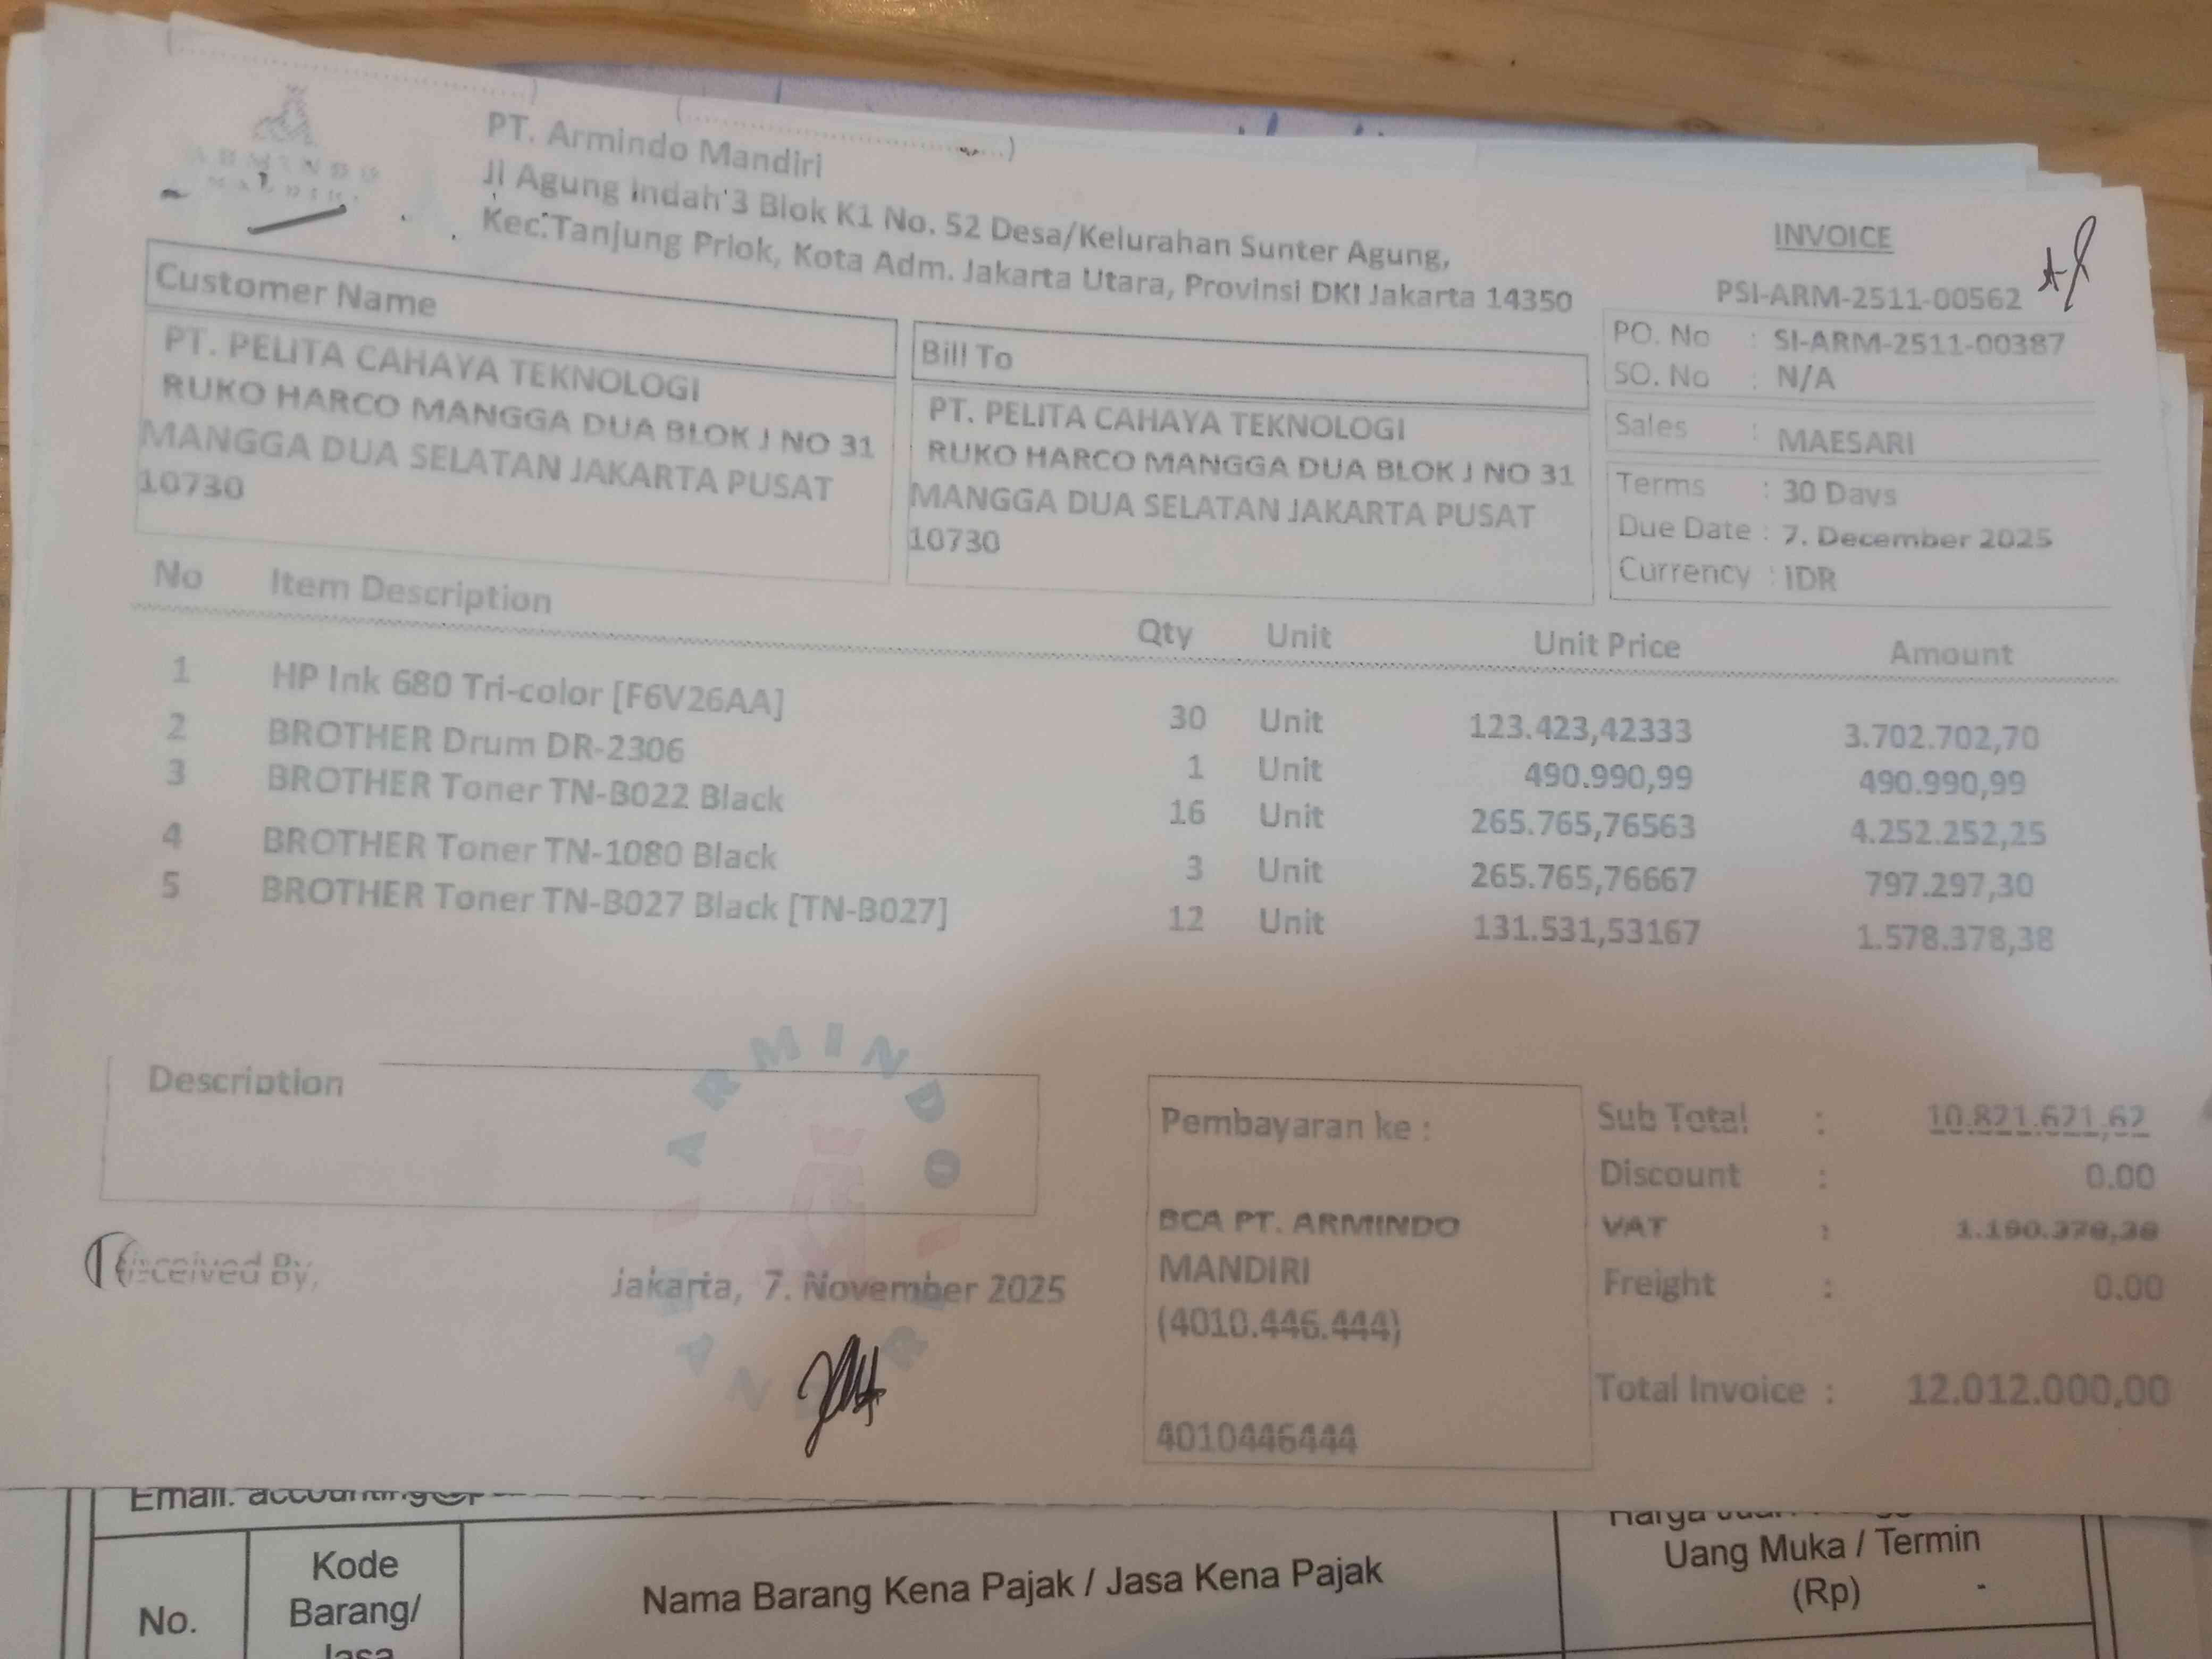 ARMINDO
PT. Armindo Mandiri
Jl Agung Indah 3 Blok K1 No. 52 Desa/Kelurahan Sunter Agung,
Kec.Tanjung Priok, Kota Adm. Jakarta Utara, Provinsi DKI Jakarta 14350
INVOICE
PSI-ARM-2511-00562
PO. No : SI-ARM-2511-00387
SO. No : N/A
Sales : MAESARI
Terms : 30 Days
Due Date : 7. December 2025
Currency : IDR
Customer Name
PT. PELITA CAHAYA TEKNOLOGI
RUKO HARCO MANGGA DUA BLOK J NO 31
MANGGA DUA SELATAN JAKARTA PUSAT
10730
Bill To
PT. PELITA CAHAYA TEKNOLOGI
RUKO HARCO MANGGA DUA BLOK J NO 31
MANGGA DUA SELATAN JAKARTA PUSAT
10730
No Item Description Qty Unit Unit Price Amount
1 HP Ink 680 Tri-color [F6V26AA] 30 Unit 123.423,42333 3.702.702,70
2 BROTHER Drum DR-2306 1 Unit 490.990,99 490.990,99
3 BROTHER Toner TN-B022 Black 16 Unit 265.765,76563 4.252.252,25
4 BROTHER Toner TN-1080 Black 3 Unit 265.765,76667 797.297,30
5 BROTHER Toner TN-B027 Black [TN-B027] 12 Unit 131.531,53167 1.578.378,38
Description
ARMINDO
Received By,
Jakarta, 7. November 2025
Pembayaran ke :
BCA PT. ARMINDO
MANDIRI
(4010.446.444)
4010446444
Sub Total : 10.821.621,62
Discount : 0.00
VAT : 1.190.378,38
Freight : 0.00
Total Invoice : 12.012.000,00
Email: accounting@p
No.
Kode
Barang/
Jasa
Nama Barang Kena Pajak / Jasa Kena Pajak
Uang Muka / Termin
(Rp)